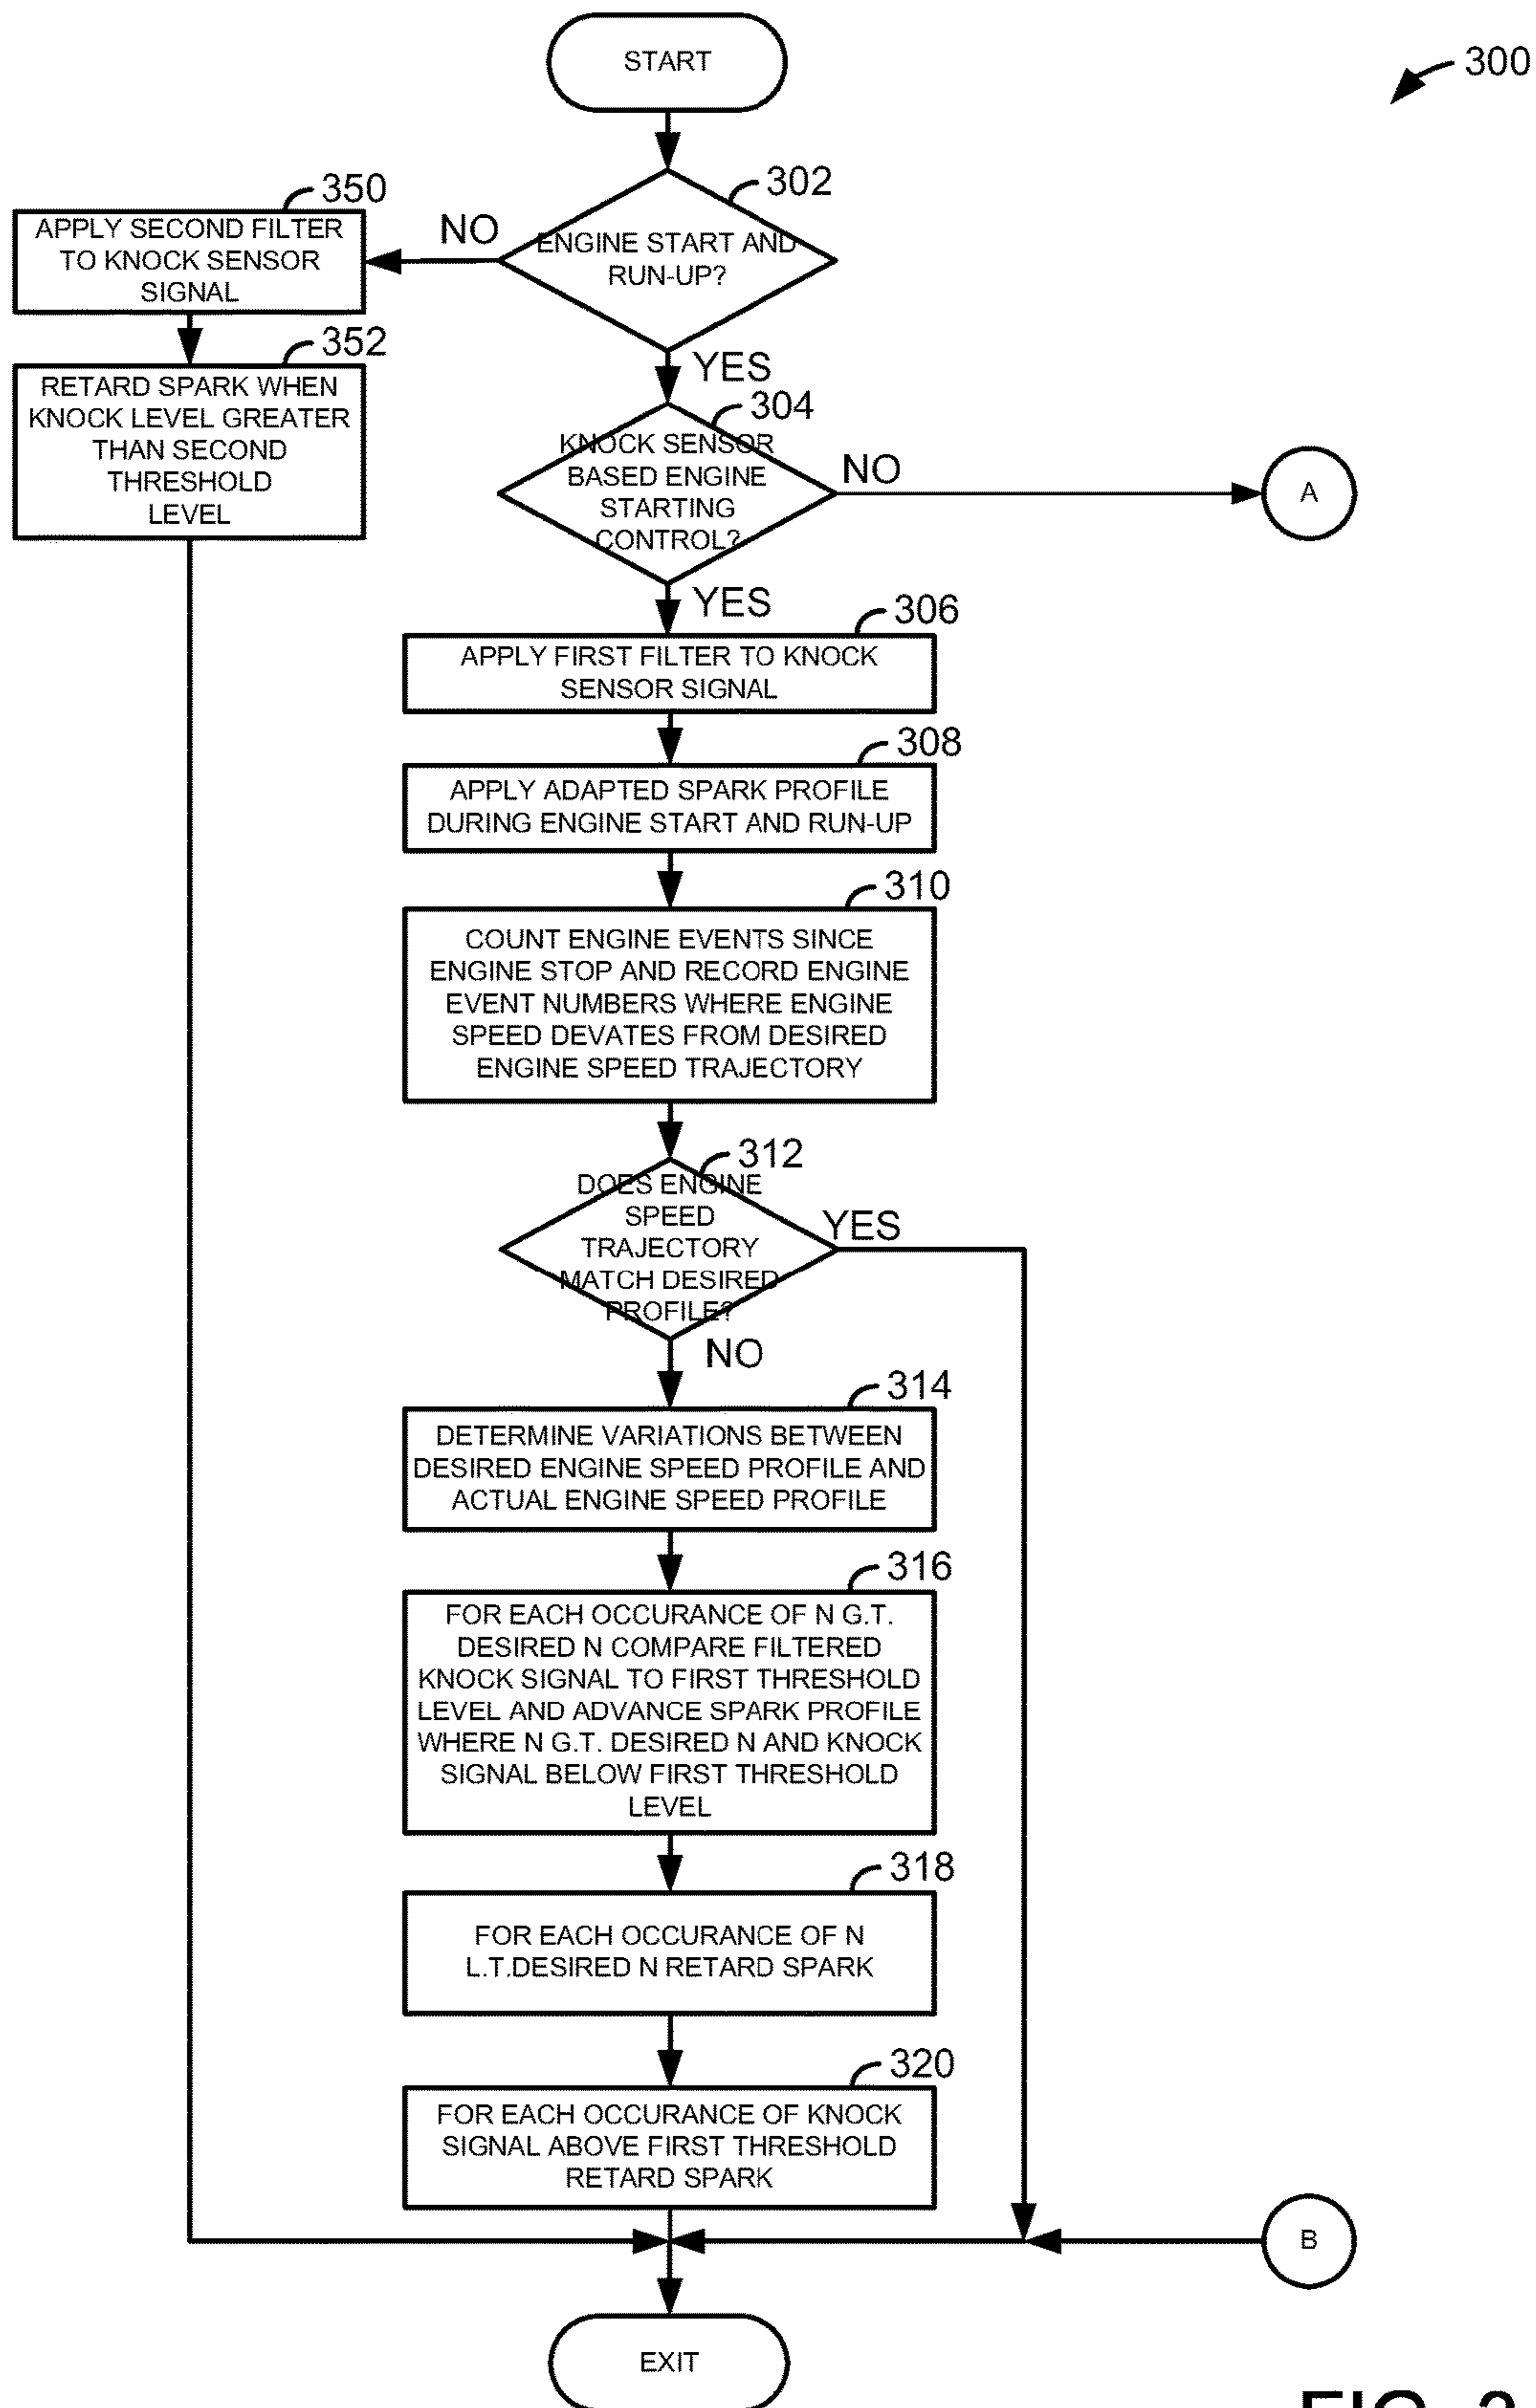 START
300
302
ENGINE START AND
RUN-UP?
NO
350
APPLY SECOND FILTER
TO KNOCK SENSOR
SIGNAL
352
RETARD SPARK WHEN
KNOCK LEVEL GREATER
THAN SECOND
THRESHOLD
LEVEL
YES
304
KNOCK SENSOR
BASED ENGINE
STARTING
CONTROL?
NO
A
YES
306
APPLY FIRST FILTER TO KNOCK
SENSOR SIGNAL
308
APPLY ADAPTED SPARK PROFILE
DURING ENGINE START AND RUN-UP
310
COUNT ENGINE EVENTS SINCE
ENGINE STOP AND RECORD ENGINE
EVENT NUMBERS WHERE ENGINE
SPEED DEVATES FROM DESIRED
ENGINE SPEED TRAJECTORY
312
DOES ENGINE
SPEED
TRAJECTORY
MATCH DESIRED
PROFILE?
YES
NO
314
DETERMINE VARIATIONS BETWEEN
DESIRED ENGINE SPEED PROFILE AND
ACTUAL ENGINE SPEED PROFILE
316
FOR EACH OCCURANCE OF N G.T.
DESIRED N COMPARE FILTERED
KNOCK SIGNAL TO FIRST THRESHOLD
LEVEL AND ADVANCE SPARK PROFILE
WHERE N G.T. DESIRED N AND KNOCK
SIGNAL BELOW FIRST THRESHOLD
LEVEL
318
FOR EACH OCCURANCE OF N
L.T.DESIRED N RETARD SPARK
320
FOR EACH OCCURANCE OF KNOCK
SIGNAL ABOVE FIRST THRESHOLD
RETARD SPARK
B
EXIT
FIG. 3